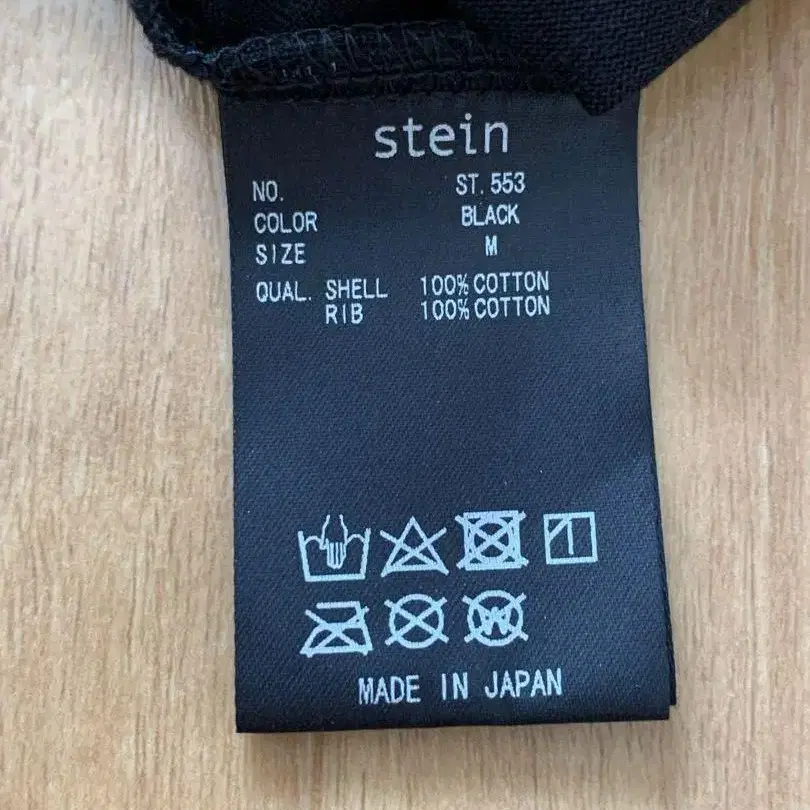 stein
NO. ST.553
COLOR BLACK
SIZE M
QUAL. SHELL 100% COTTON
RIB 100% COTTON
W
MADE IN JAPAN